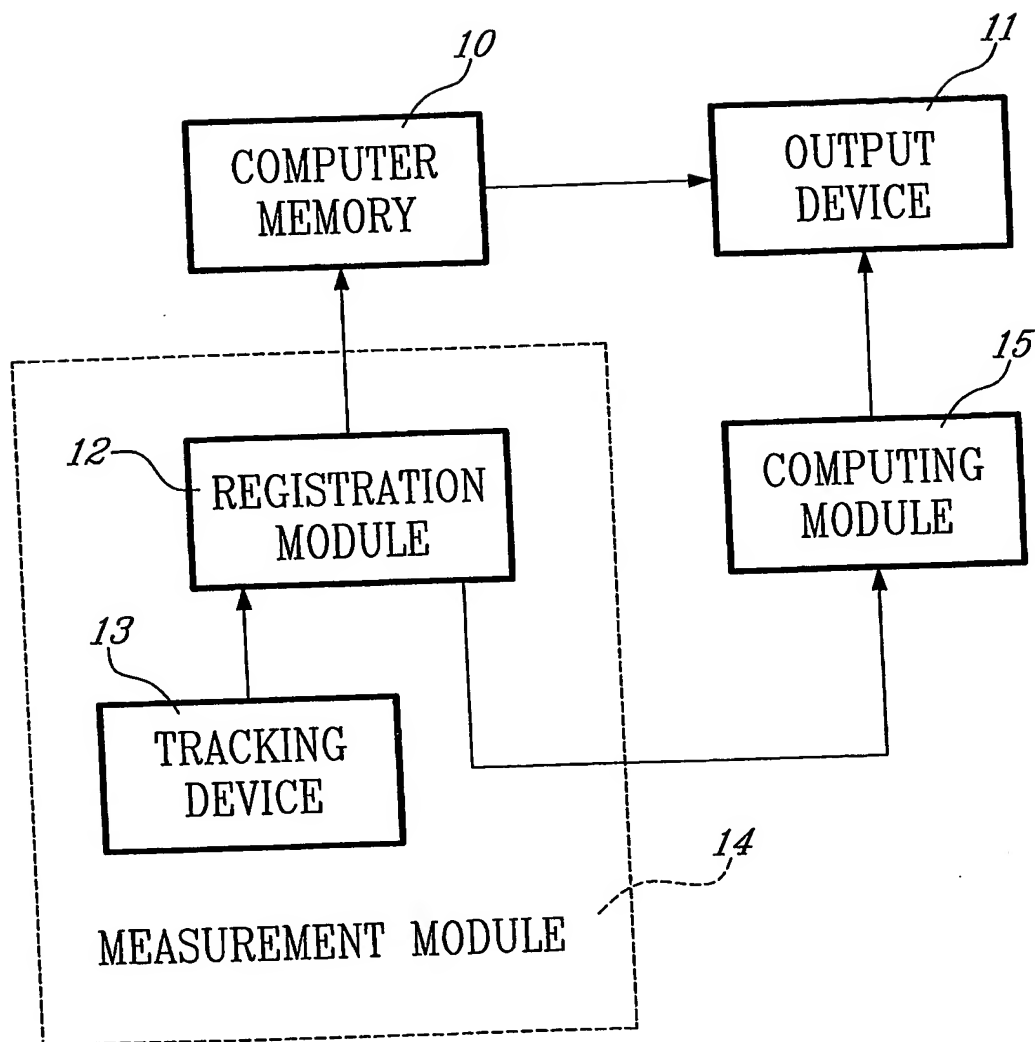 10
11
COMPUTER
MEMORY
OUTPUT
DEVICE
15
12
REGISTRATION
MODULE
COMPUTING
MODULE
13
TRACKING
DEVICE
14
MEASUREMENT MODULE